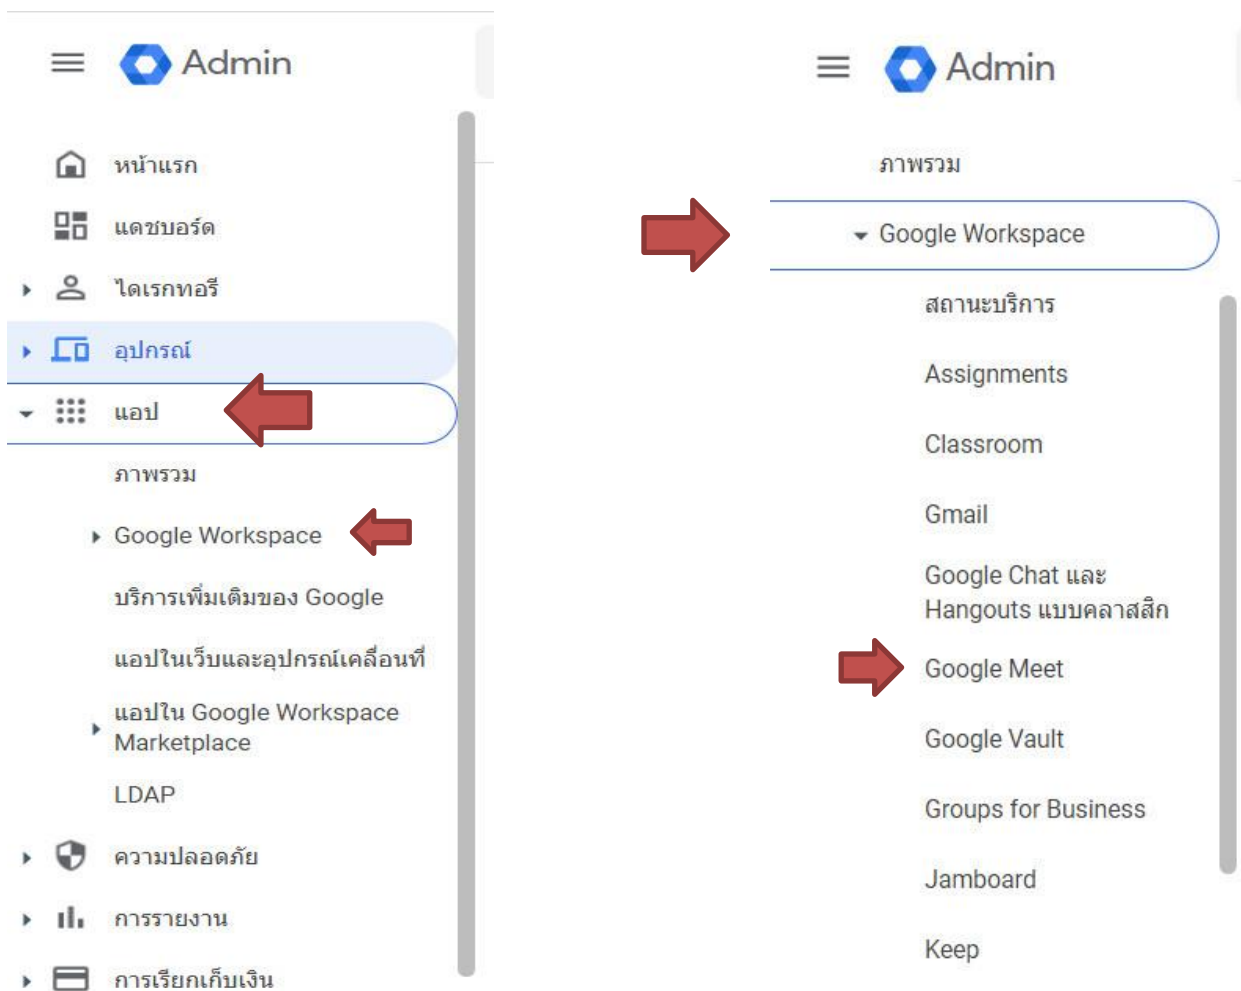 Admin
หน้าแรก
แดชบอร์ด
ไดเรกทอรี
อุปกรณ์
แอป
ภาพรวม
Google Workspace
บริการเพิ่มเติมของ Google
แอปในเว็บและอุปกรณ์เคลื่อนที่
แอปใน Google Workspace
Marketplace
LDAP
ความปลอดภัย
การรายงาน
การเรียกเก็บเงิน
Admin
ภาพรวม
Google Workspace
สถานะบริการ
Assignments
Classroom
Gmail
Google Chat และ
Hangouts แบบคลาสสิก
Google Meet
Google Vault
Groups for Business
Jamboard
Keep